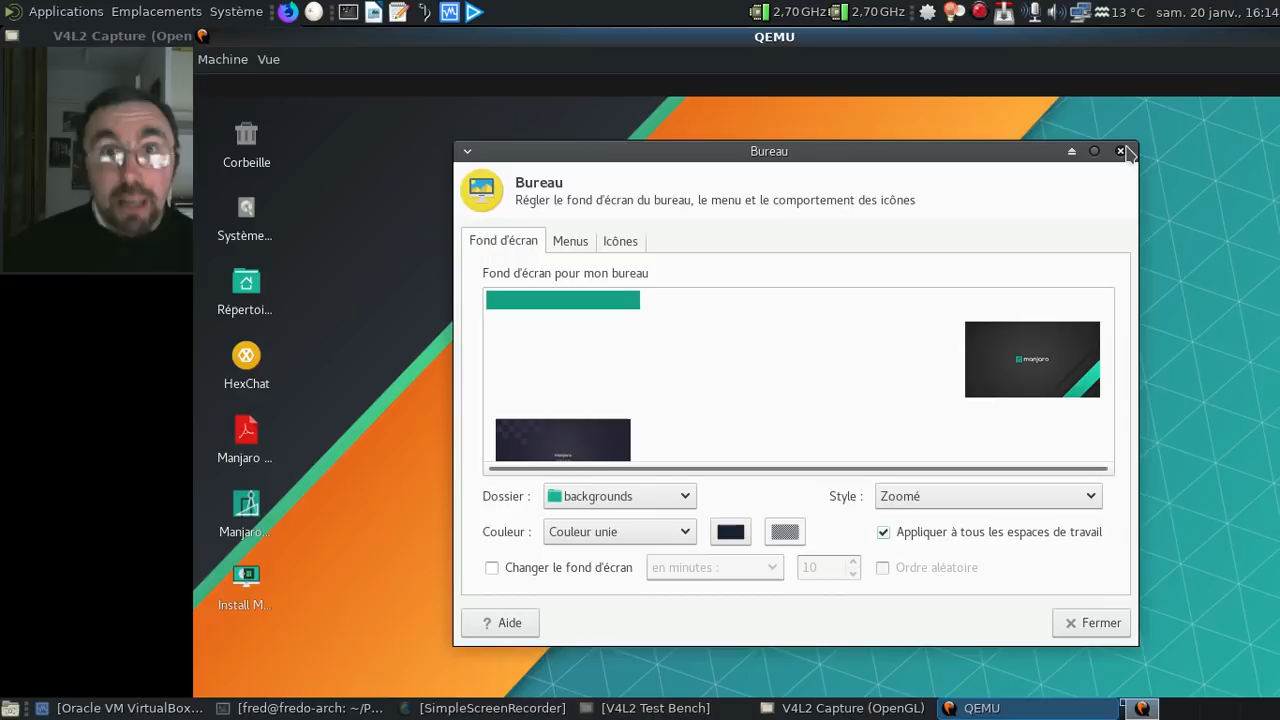 Applications Emplacements Système
2,70 GHz 2,70 GHz 13 °C sam. 20 janv., 16:14
V4L2 Capture (Open
QEMU
Machine Vue
Corbeille
Système...
Répertoi...
HexChat
Manjaro ...
Manjaro...
Install M...
Bureau
Bureau
Régler le fond d'écran du bureau, le menu et le comportement des icônes
Fond d'écran Menus Icônes
Fond d'écran pour mon bureau
manjaro
manjaro
Dossier : backgrounds Style : Zoomé
Couleur : Couleur unie Appliquer à tous les espaces de travail
Changer le fond d'écran en minutes : 10 Ordre aléatoire
? Aide Fermer
[Oracle VM VirtualBox... [fred@fredo-arch: ~/P... [SimpleScreenRecorder] [V4L2 Test Bench] V4L2 Capture (OpenGL) QEMU